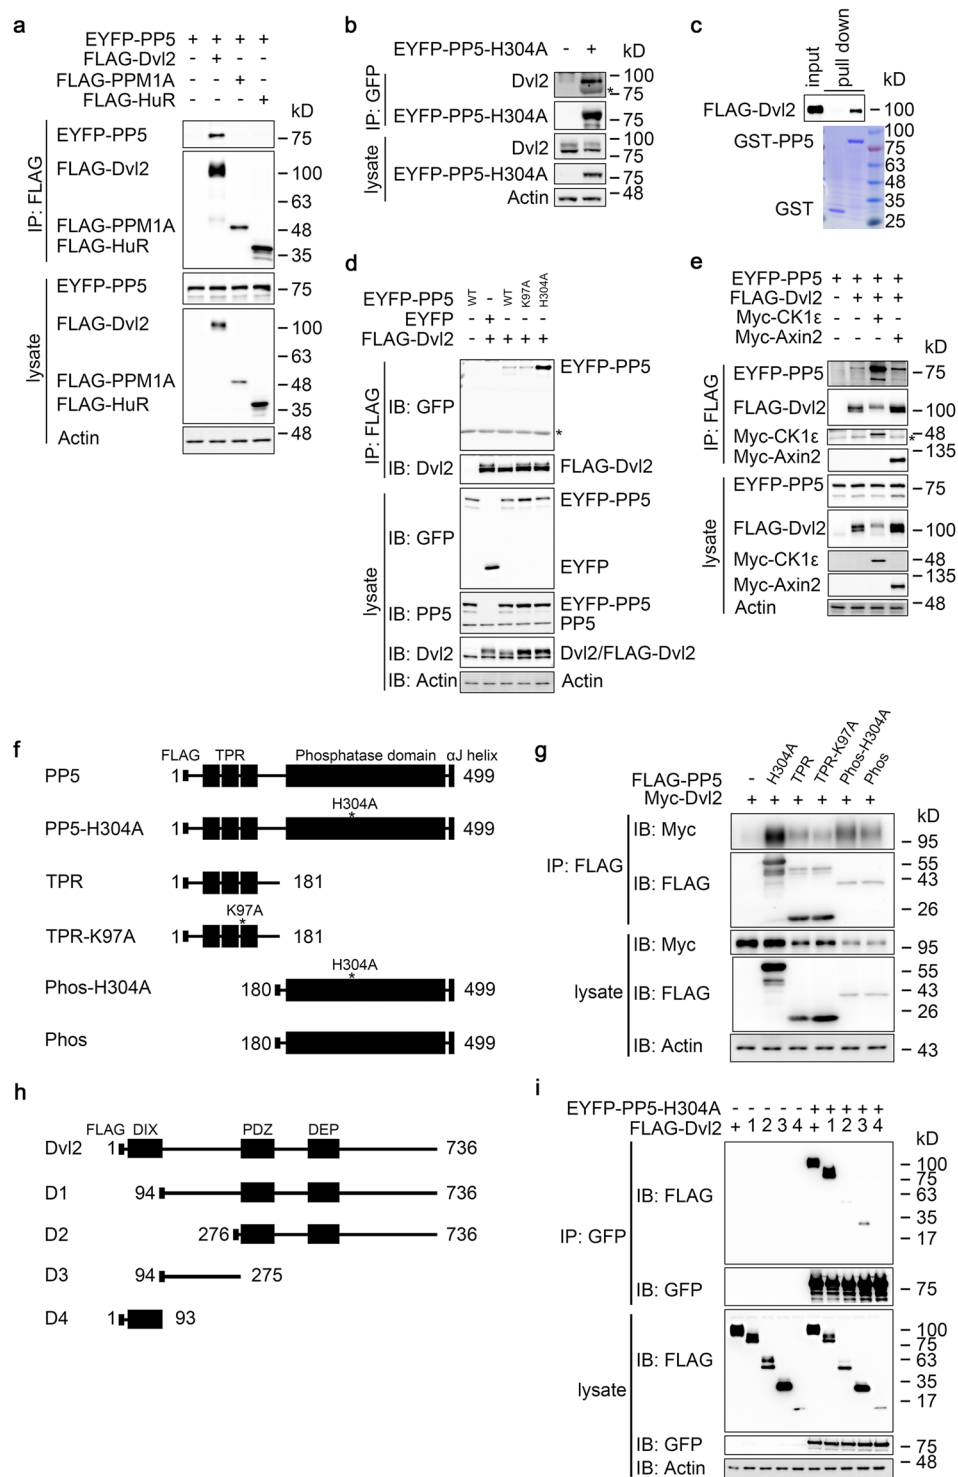 a
EYFP-PP5 + + + +
FLAG-Dvl2 - + - -
FLAG-PPM1A - - + -
FLAG-HuR - - - +
kD
IP: FLAG
EYFP-PP5 75
FLAG-Dvl2 100
63
FLAG-PPM1A 48
FLAG-HuR 35
lysate
EYFP-PP5 75
FLAG-Dvl2 100
63
FLAG-PPM1A 48
FLAG-HuR 35
Actin 48
b
EYFP-PP5-H304A - + kD
IP: GFP
Dvl2 100
* 75
EYFP-PP5-H304A 75
lysate
Dvl2 100
75
EYFP-PP5-H304A 75
Actin 48
c
input pull down
kD
FLAG-Dvl2 100
100
GST-PP5 75
63
48
35
GST 25
d
EYFP-PP5 WT - WT K97A H304A
EYFP - + - - -
FLAG-Dvl2 - + + + +
IP: FLAG
IB: GFP EYFP-PP5
*
IB: Dvl2 FLAG-Dvl2
lysate
IB: GFP EYFP-PP5
EYFP
IB: PP5 EYFP-PP5
PP5
IB: Dvl2 Dvl2/FLAG-Dvl2
IB: Actin Actin
e
EYFP-PP5 + + + +
FLAG-Dvl2 - + + +
Myc-CK1ε - - + -
Myc-Axin2 - - - +
kD
IP: FLAG
EYFP-PP5 75
FLAG-Dvl2 100
Myc-CK1ε * 48
Myc-Axin2 135
lysate
EYFP-PP5 75
FLAG-Dvl2 100
Myc-CK1ε 48
Myc-Axin2 135
Actin 48
f
FLAG TPR Phosphatase domain αJ helix
PP5 1 499
H304A
*
PP5-H304A 1 499
TPR 1 181
K97A
*
TPR-K97A 1 181
H304A
*
Phos-H304A 180 499
Phos 180 499
g
FLAG-PP5 - H304A TPR TPR-K97A Phos-H304A Phos
Myc-Dvl2 + + + + + +
kD
IP: FLAG
IB: Myc 95
IB: FLAG 55
43
26
lysate
IB: Myc 95
IB: FLAG 55
43
26
IB: Actin 43
h
FLAG DIX PDZ DEP
Dvl2 1 736
D1 94 736
D2 276 736
D3 94 275
D4 1 93
i
EYFP-PP5-H304A - - - - - + + + + +
FLAG-Dvl2 + 1 2 3 4 + 1 2 3 4
kD
IP: GFP
IB: FLAG 100
75
63
35
17
IB: GFP 75
lysate
IB: FLAG 100
75
63
35
17
IB: GFP 75
IB: Actin 48